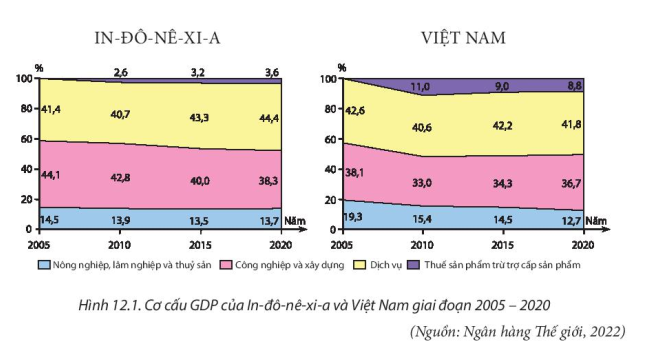 IN-ĐÔ-NÊ-XI-A
%
2,6 3,2 3,6
100
80
60
40
20
0
41,4 40,7 43,3 44,4
44,1 42,8 40,0 38,3
14,5 13,9 13,5 13,7 Năm
2005 2010 2015 2020
VIỆT NAM
%
100
80
60
40
20
0
11,0 9,0 8,8
42,6 40,6 42,2 41,8
38,1 33,0 34,3 36,7
19,3 15,4 14,5 12,7 Năm
2005 2010 2015 2020
Nông nghiệp, lâm nghiệp và thuỷ sản Công nghiệp và xây dựng Dịch vụ Thuế sản phẩm trừ trợ cấp sản phẩm
Hình 12.1. Cơ cấu GDP của In-đô-nê-xi-a và Việt Nam giai đoạn 2005 – 2020
(Nguồn: Ngân hàng Thế giới, 2022)